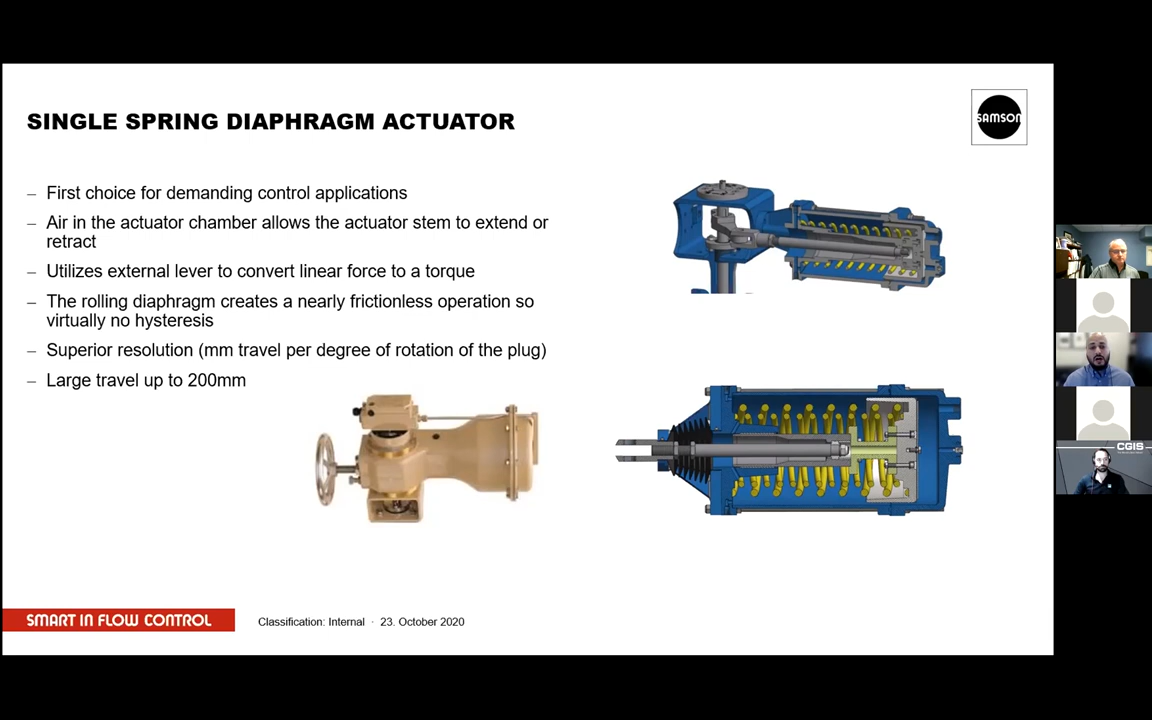 SINGLE SPRING DIAPHRAGM ACTUATOR
SAMSON
– First choice for demanding control applications
– Air in the actuator chamber allows the actuator stem to extend or
retract
– Utilizes external lever to convert linear force to a torque
– The rolling diaphragm creates a nearly frictionless operation so
virtually no hysteresis
– Superior resolution (mm travel per degree of rotation of the plug)
– Large travel up to 200mm
CGIS
SMART IN FLOW CONTROL
Classification: Internal · 23. October 2020